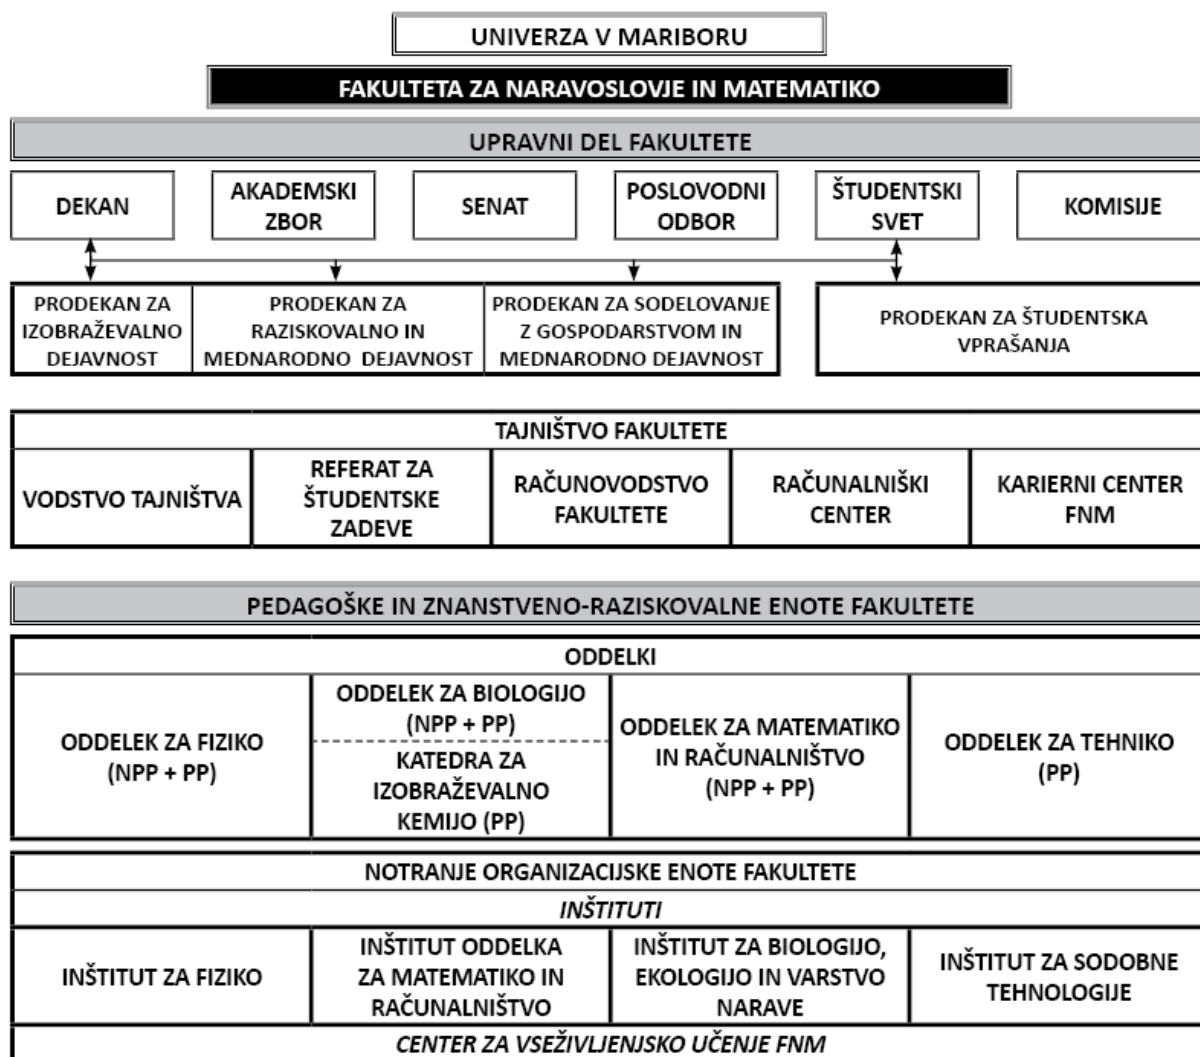 UNIVERZA V MARIBORU
FAKULTETA ZA NARAVOSLOVJE IN MATEMATIKO
UPRAVNI DEL FAKULTETE
DEKAN
AKADEMSKI
ZBOR
SENAT
POSLOVODNI
ODBOR
ŠTUDENTSKI
SVET
KOMISIJE
PRODEKAN ZA
IZOBRAŽEVALNO
DEJAVNOST
PRODEKAN ZA
RAZISKOVALNO IN
MEDNARODNO DEJAVNOST
PRODEKAN ZA SODELOVANJE
Z GOSPODARSTVOM IN
MEDNARODNO DEJAVNOST
PRODEKAN ZA ŠTUDENTSKA
VPRAŠANJA
TAJNIŠTVO FAKULTETE
VODSTVO TAJNIŠTVA
REFERAT ZA
ŠTUDENTSKE
ZADEVE
RAČUNOVODSTVO
FAKULTETE
RAČUNALNIŠKI
CENTER
KARIERNI CENTER
FNM
PEDAGOŠKE IN ZNANSTVENO-RAZISKOVALNE ENOTE FAKULTETE
ODDELKI
ODDELEK ZA FIZIKO
(NPP + PP)
ODDELEK ZA BIOLOGIJO
(NPP + PP)
KATEDRA ZA
IZOBRAŽEVALNO
KEMIJO (PP)
ODDELEK ZA MATEMATIKO
IN RAČUNALNIŠTVO
(NPP + PP)
ODDELEK ZA TEHNIKO
(PP)
NOTRANJE ORGANIZACIJSKE ENOTE FAKULTETE
INŠTITUTI
INŠTITUT ZA FIZIKO
INŠTITUT ODDELKA
ZA MATEMATIKO IN
RAČUNALNIŠTVO
INŠTITUT ZA BIOLOGIJO,
EKOLOGIJO IN VARSTVO
NARAVE
INŠTITUT ZA SODOBNE
TEHNOLOGIJE
CENTER ZA VSEŽIVLJENJSKO UČENJE FNM